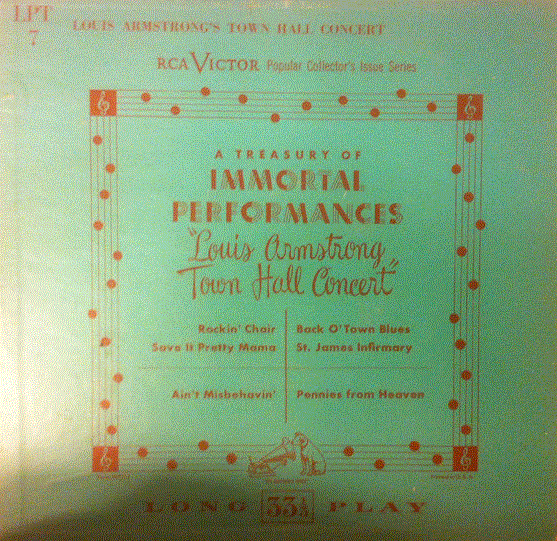 LPT
7
LOUIS ARMSTRONG'S TOWN HALL CONCERT
RCA VICTOR Popular Collector's Issue Series
A TREASURY OF
IMMORTAL
PERFORMANCES
"Louis Armstrong
Town Hall Concert"
Rockin' Chair
Save It Pretty Mama
Back O'Town Blues
St. James Infirmary
Ain't Misbehavin'
Pennies from Heaven
LONG 33⅓ PLAY